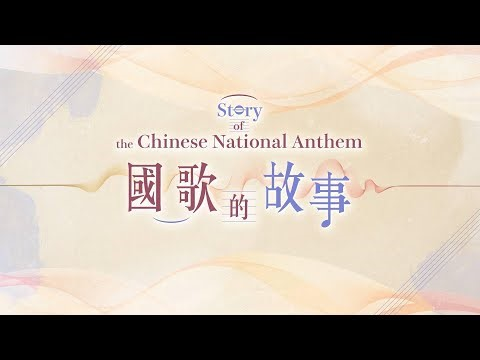 Story
of
the Chinese National Anthem
國歌的故事